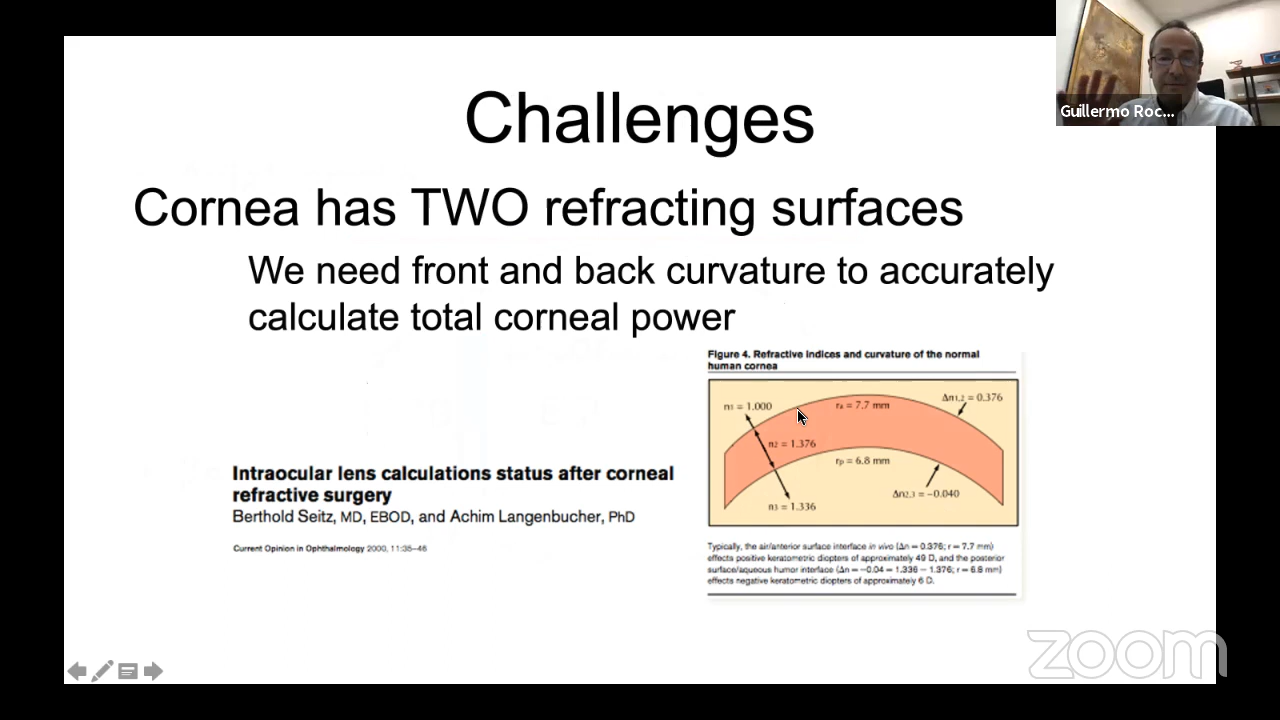 Challenges
Guillermo Roc...
Cornea has TWO refracting surfaces
We need front and back curvature to accurately
calculate total corneal power
Intraocular lens calculations status after corneal
refractive surgery
Berthold Seitz, MD, EBOD, and Achim Langenbucher, PhD
Current Opinion in Ophthalmology 2000, 11:35–46
Figure 4. Refractive indices and curvature of the normal
human cornea
n1 = 1.000
ra = 7.7 mm
Δn1,2 = 0.376
n2 = 1.376
rp = 6.8 mm
Δn2,3 = −0.040
n3 = 1.336
Typically, the air/anterior surface interface in vivo (Δn = 0.376; r = 7.7 mm)
effects positive keratometric diopters of approximately 49 D, and the posterior
surface/aqueous humor interface (Δn = −0.04 = 1.336 − 1.376; r = 6.8 mm)
effects negative keratometric diopters of approximately 6 D.
zoom